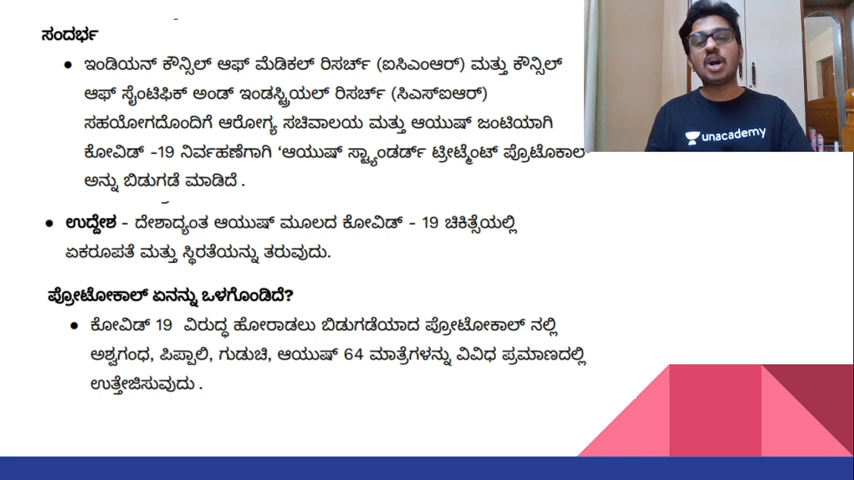 ಸಂದರ್ಭ
● ಇಂಡಿಯನ್ ಕೌನ್ಸಿಲ್ ಆಫ್ ಮೆಡಿಕಲ್ ರಿಸರ್ಚ್ (ಐಸಿಎಂಆರ್) ಮತ್ತು ಕೌನ್ಸಿಲ್
ಆಫ್ ಸೈಂಟಿಫಿಕ್ ಅಂಡ್ ಇಂಡಸ್ಟ್ರಿಯಲ್ ರಿಸರ್ಚ್ (ಸಿಎಸ್ಐಆರ್)
ಸಹಯೋಗದೊಂದಿಗೆ ಆರೋಗ್ಯ ಸಚಿವಾಲಯ ಮತ್ತು ಆಯುಷ್ ಜಂಟಿಯಾಗಿ
ಕೋವಿಡ್ -19 ನಿರ್ವಹಣೆಗಾಗಿ 'ಆಯುಷ್ ಸ್ಟ್ಯಾಂಡರ್ಡ್ ಟ್ರೀಟ್ಮೆಂಟ್ ಪ್ರೊಟೊಕಾಲ್
ಅನ್ನು ಬಿಡುಗಡೆ ಮಾಡಿದೆ .
● ಉದ್ದೇಶ - ದೇಶಾದ್ಯಂತ ಆಯುಷ್ ಮೂಲದ ಕೋವಿಡ್ - 19 ಚಿಕಿತ್ಸೆಯಲ್ಲಿ
ಏಕರೂಪತೆ ಮತ್ತು ಸ್ಥಿರತೆಯನ್ನು ತರುವುದು.
ಪ್ರೋಟೋಕಾಲ್ ಏನನ್ನು ಒಳಗೊಂಡಿದೆ?
● ಕೋವಿಡ್ 19 ವಿರುದ್ಧ ಹೋರಾಡಲು ಬಿಡುಗಡೆಯಾದ ಪ್ರೋಟೋಕಾಲ್ ನಲ್ಲಿ
ಅಶ್ವಗಂಧ, ಪಿಪ್ಪಾಲಿ, ಗುಡುಚಿ, ಆಯುಷ್ 64 ಮಾತ್ರೆಗಳನ್ನು ವಿವಿಧ ಪ್ರಮಾಣದಲ್ಲಿ
ಉತ್ತೇಜಿಸುವುದು .
unacademy